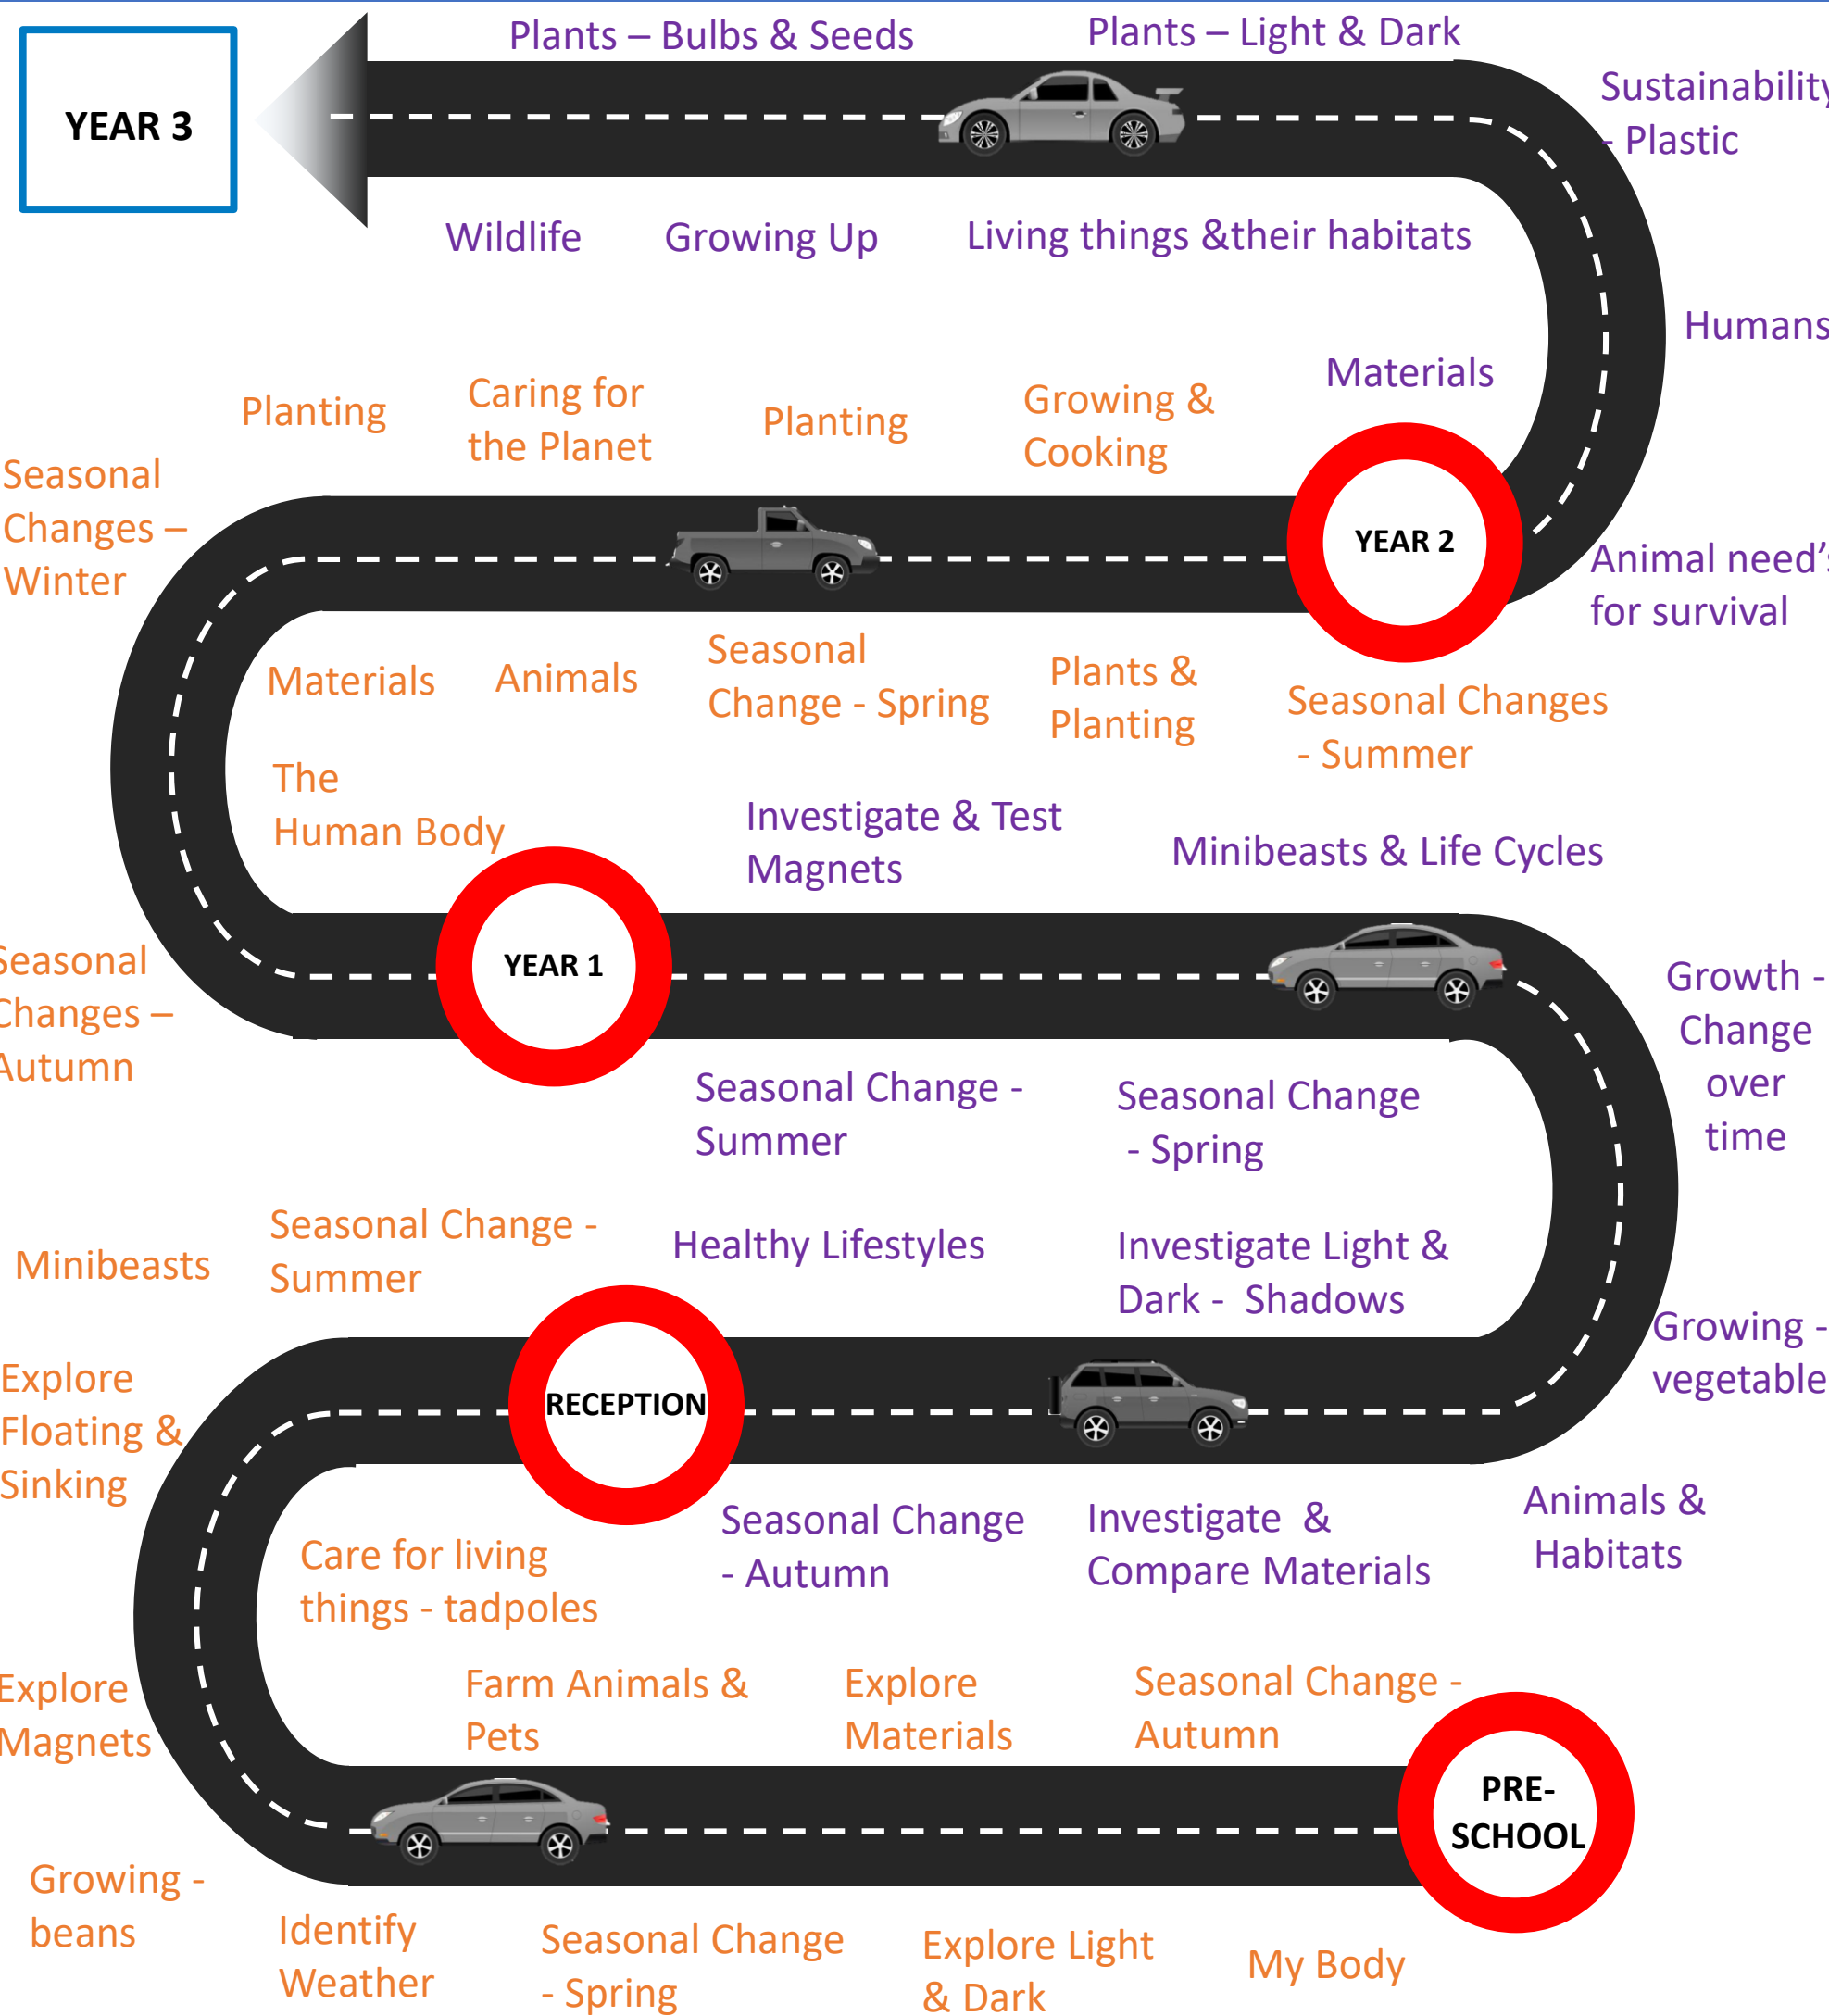 Plants – Bulbs & Seeds
Plants – Light & Dark
Sustainability
- Plastic
YEAR 3
Wildlife
Growing Up
Living things &their habitats
Humans
Materials
Planting
Caring for
the Planet
Planting
Growing &
Cooking
Seasonal
Changes –
Winter
YEAR 2
Animal need's
for survival
Materials
Animals
Seasonal
Change - Spring
Plants &
Planting
Seasonal Changes
- Summer
The
Human Body
Investigate & Test
Magnets
Minibeasts & Life Cycles
YEAR 1
Seasonal
Changes –
Autumn
Growth -
Change
over
time
Seasonal Change -
Summer
Seasonal Change
- Spring
Minibeasts
Seasonal Change -
Summer
Healthy Lifestyles
Investigate Light &
Dark - Shadows
Growing -
vegetable
Explore
Floating &
Sinking
RECEPTION
Care for living
things - tadpoles
Seasonal Change
- Autumn
Investigate &
Compare Materials
Animals &
Habitats
Explore
Magnets
Farm Animals &
Pets
Explore
Materials
Seasonal Change -
Autumn
PRE-
SCHOOL
Growing -
beans
Identify
Weather
Seasonal Change
- Spring
Explore Light
& Dark
My Body